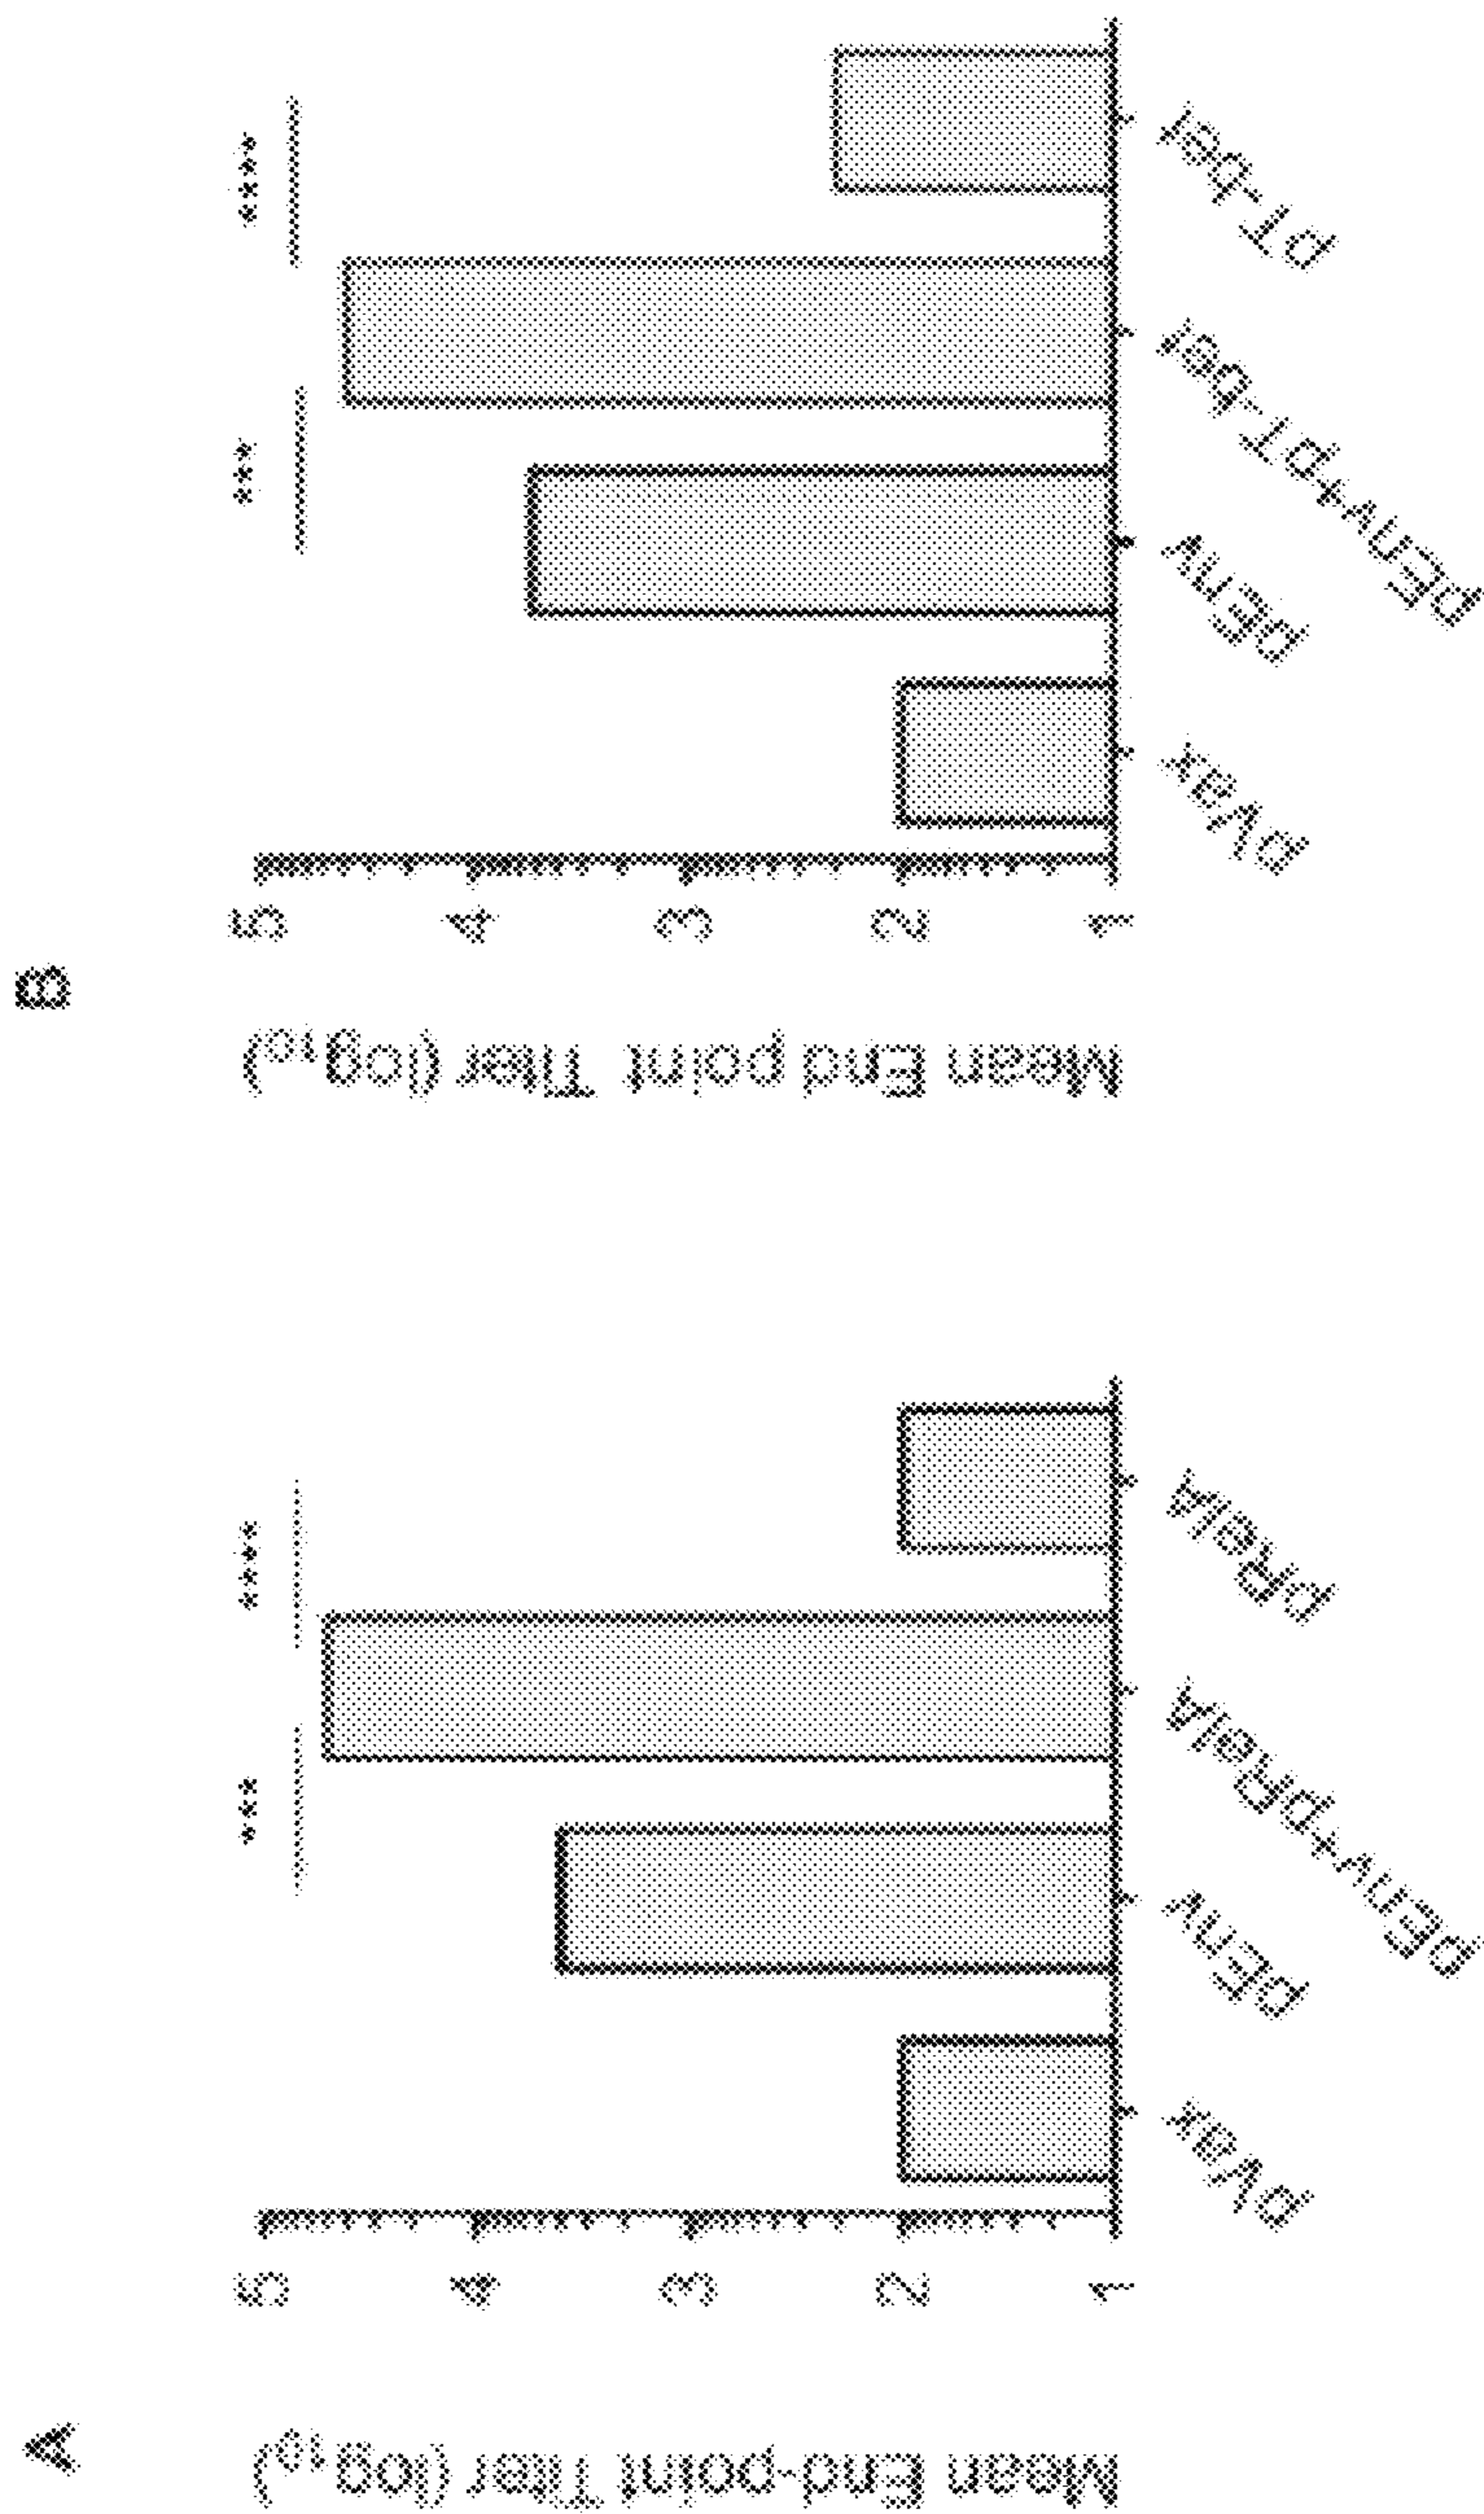 A
Mean End-point Titer (log10)
5
4
3
2
1
***
****
pVax
pEnv
pEnv+pRelA
pRelA
B
Mean End point Titer (log10)
5
4
3
2
1
***
****
pVax
pEnv
pEnv+pT-bet
pT-bet